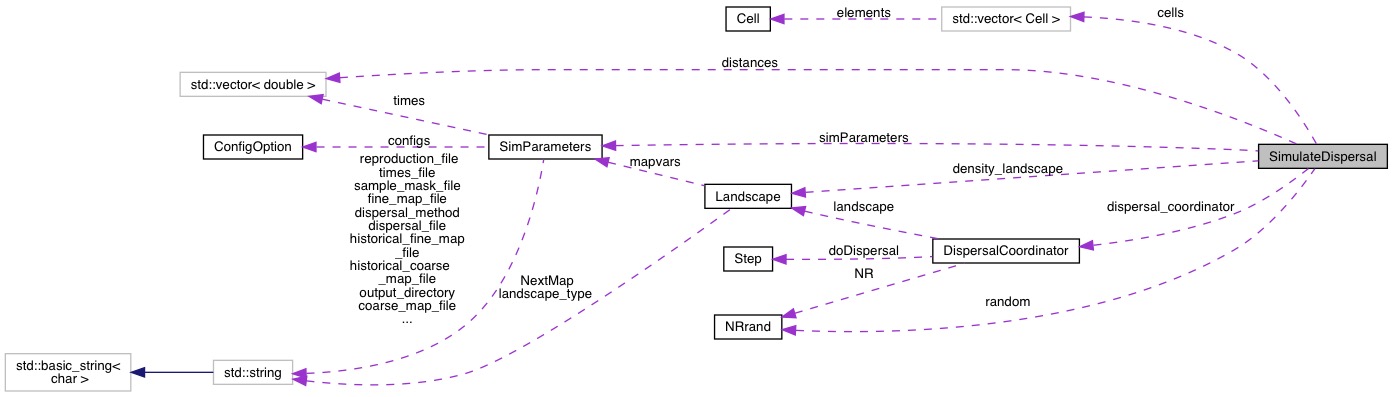 Cell
elements
std::vector< Cell >
cells
std::vector< double >
distances
times
ConfigOption
configs
SimParameters
simParameters
SimulateDispersal
reproduction_file
times_file
sample_mask_file
fine_map_file
dispersal_method
dispersal_file
historical_fine_map
_file
historical_coarse
_map_file
output_directory
coarse_map_file
...
mapvars
density_landscape
Landscape
landscape
dispersal_coordinator
DispersalCoordinator
Step
doDispersal
NR
NextMap
landscape_type
random
NRrand
std::basic_string<
char >
std::string